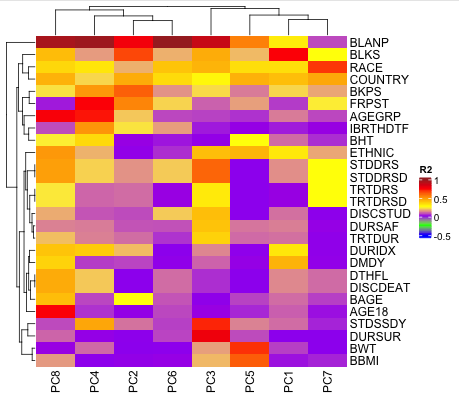 BLANP
BLKS
RACE
COUNTRY
BKPS
FRPST
AGEGRP
IBRTHDTF
BHT
ETHNIC
STDDRS
STDDRSD
TRTDRS
TRTDRSD
DISCSTUD
DURSAF
TRTDUR
DURIDX
DMDY
DTHFL
DISCDEAT
BAGE
AGE18
STDSSDY
DURSUR
BWT
BBMI
R2
1
0.5
0
-0.5
PC8 PC4 PC2 PC6 PC3 PC5 PC1 PC7